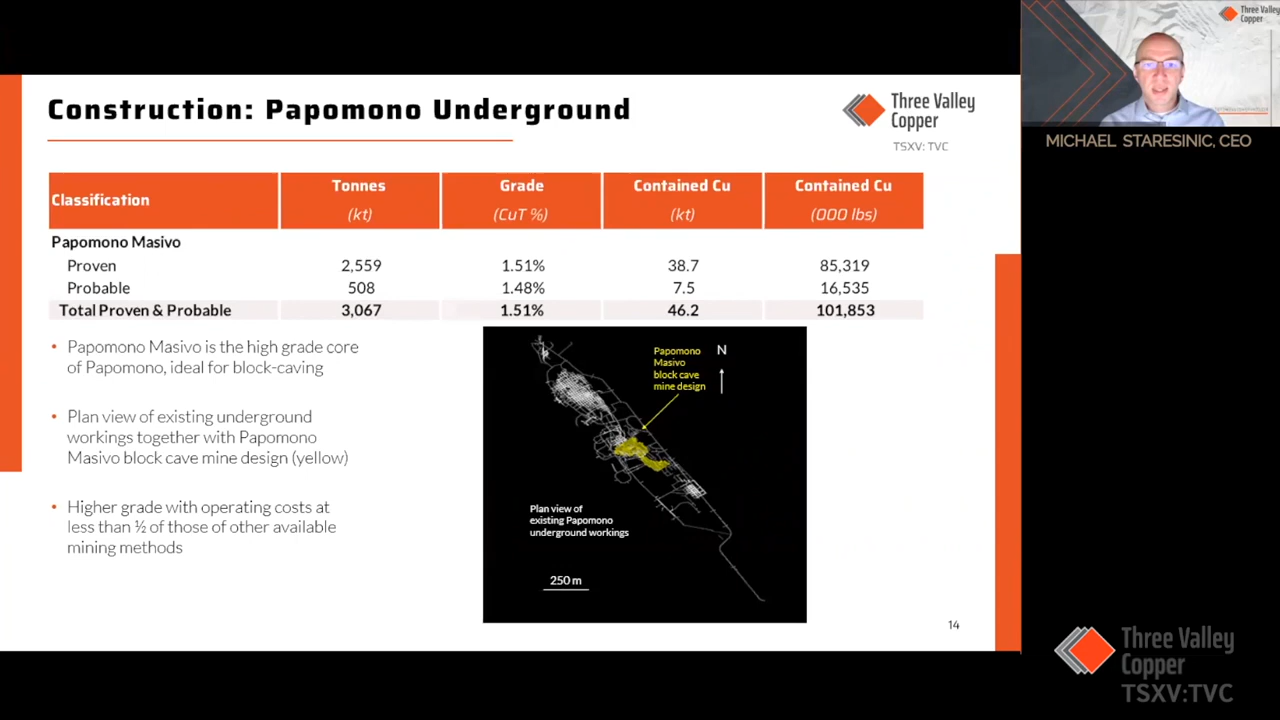 Construction: Papomono Underground
Three Valley
Copper
TSXV: TVC
Classification
Tonnes
(kt)
Grade
(CuT %)
Contained Cu
(kt)
Contained Cu
(000 lbs)
Papomono Masivo
Proven 2,559 1.51% 38.7 85,319
Probable 508 1.48% 7.5 16,535
Total Proven & Probable 3,067 1.51% 46.2 101,853
• Papomono Masivo is the high grade core
of Papomono, ideal for block-caving
• Plan view of existing underground
workings together with Papomono
Masivo block cave mine design (yellow)
• Higher grade with operating costs at
less than ½ of those of other available
mining methods
Papomono
Masivo
block cave
mine design
N
Plan view of
existing Papomono
underground workings
250 m
14
Three Valley
Copper
MICHAEL STARESINIC, CEO
Three Valley
Copper
TSXV:TVC